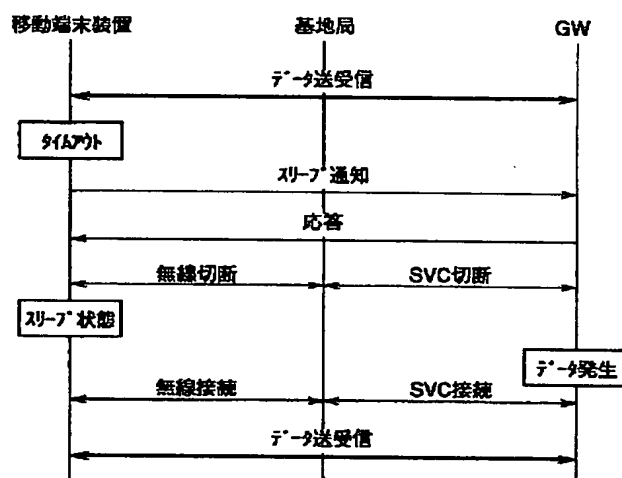 移動端末装置 基地局 GW
データ送受信
タイムアウト
スリープ通知
応答
無線切断 SVC切断
スリープ状態
データ発生
無線接続 SVC接続
データ送受信